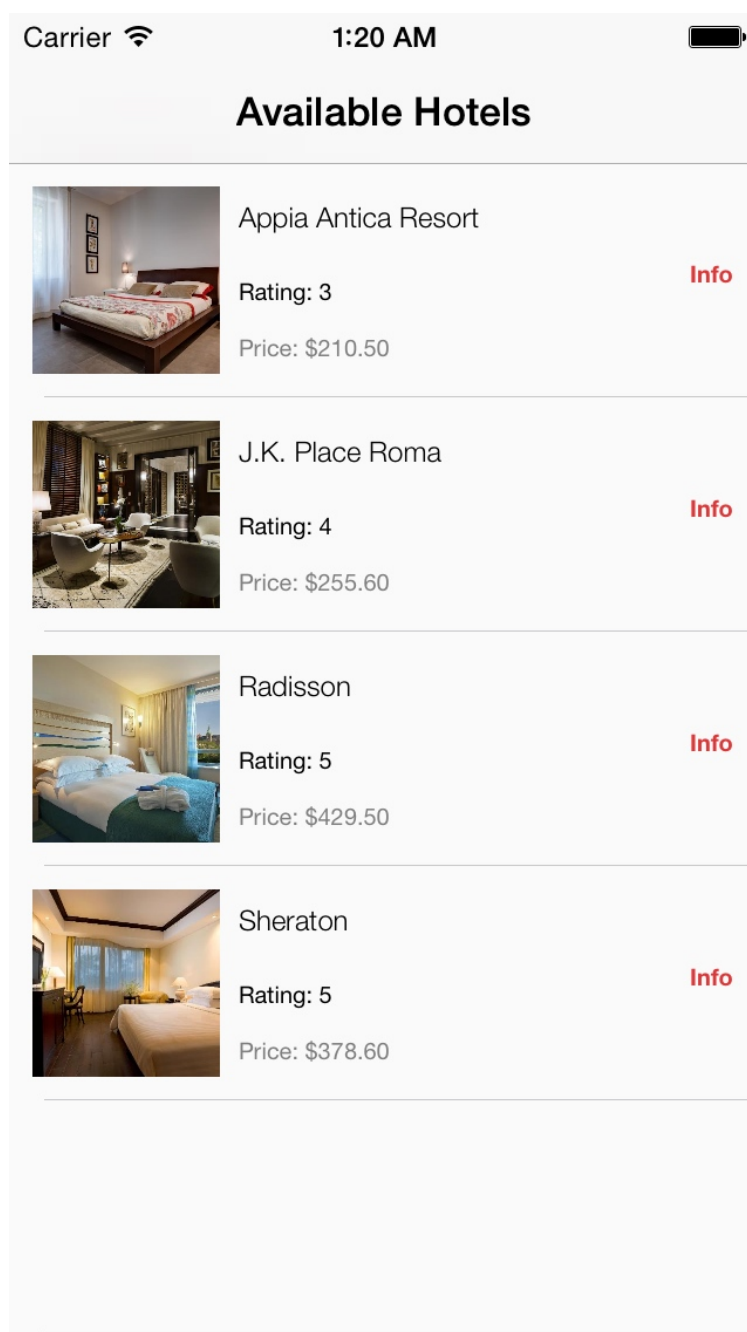 Carrier 1:20 AM
Available Hotels
Appia Antica Resort
Info
Rating: 3
Price: $210.50
J.K. Place Roma
Info
Rating: 4
Price: $255.60
Radisson
Info
Rating: 5
Price: $429.50
Sheraton
Info
Rating: 5
Price: $378.60